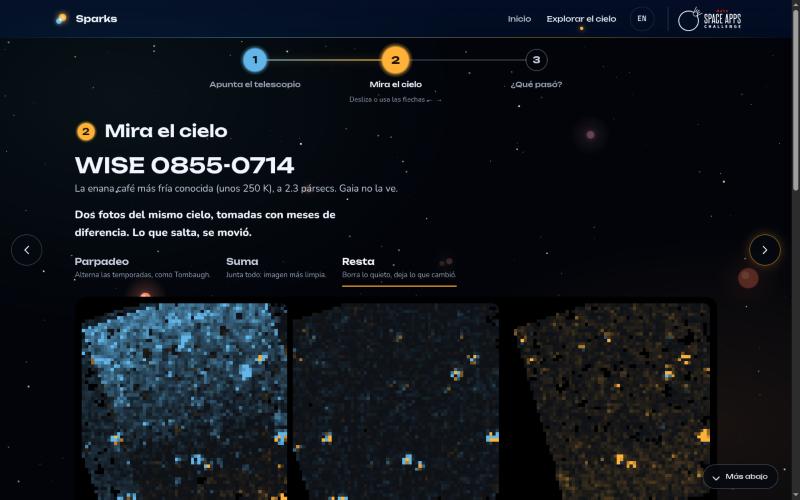 Sparks
Inicio
Explorar el cielo
EN
NASA
SPACE APPS
CHALLENGE
1
2
3
Apunta el telescopio
Mira el cielo
¿Qué pasó?
Desliza o usa las flechas ← →
2 Mira el cielo
WISE 0855-0714
La enana café más fría conocida (unos 250 K), a 2.3 pársecs. Gaia no la ve.
Dos fotos del mismo cielo, tomadas con meses de
diferencia. Lo que salta, se movió.
Parpadeo
Alterna las temporadas, como Tombaugh.
Suma
Junta todo: imagen más limpia.
Resta
Borra lo quieto, deja lo que cambió.
Más abajo